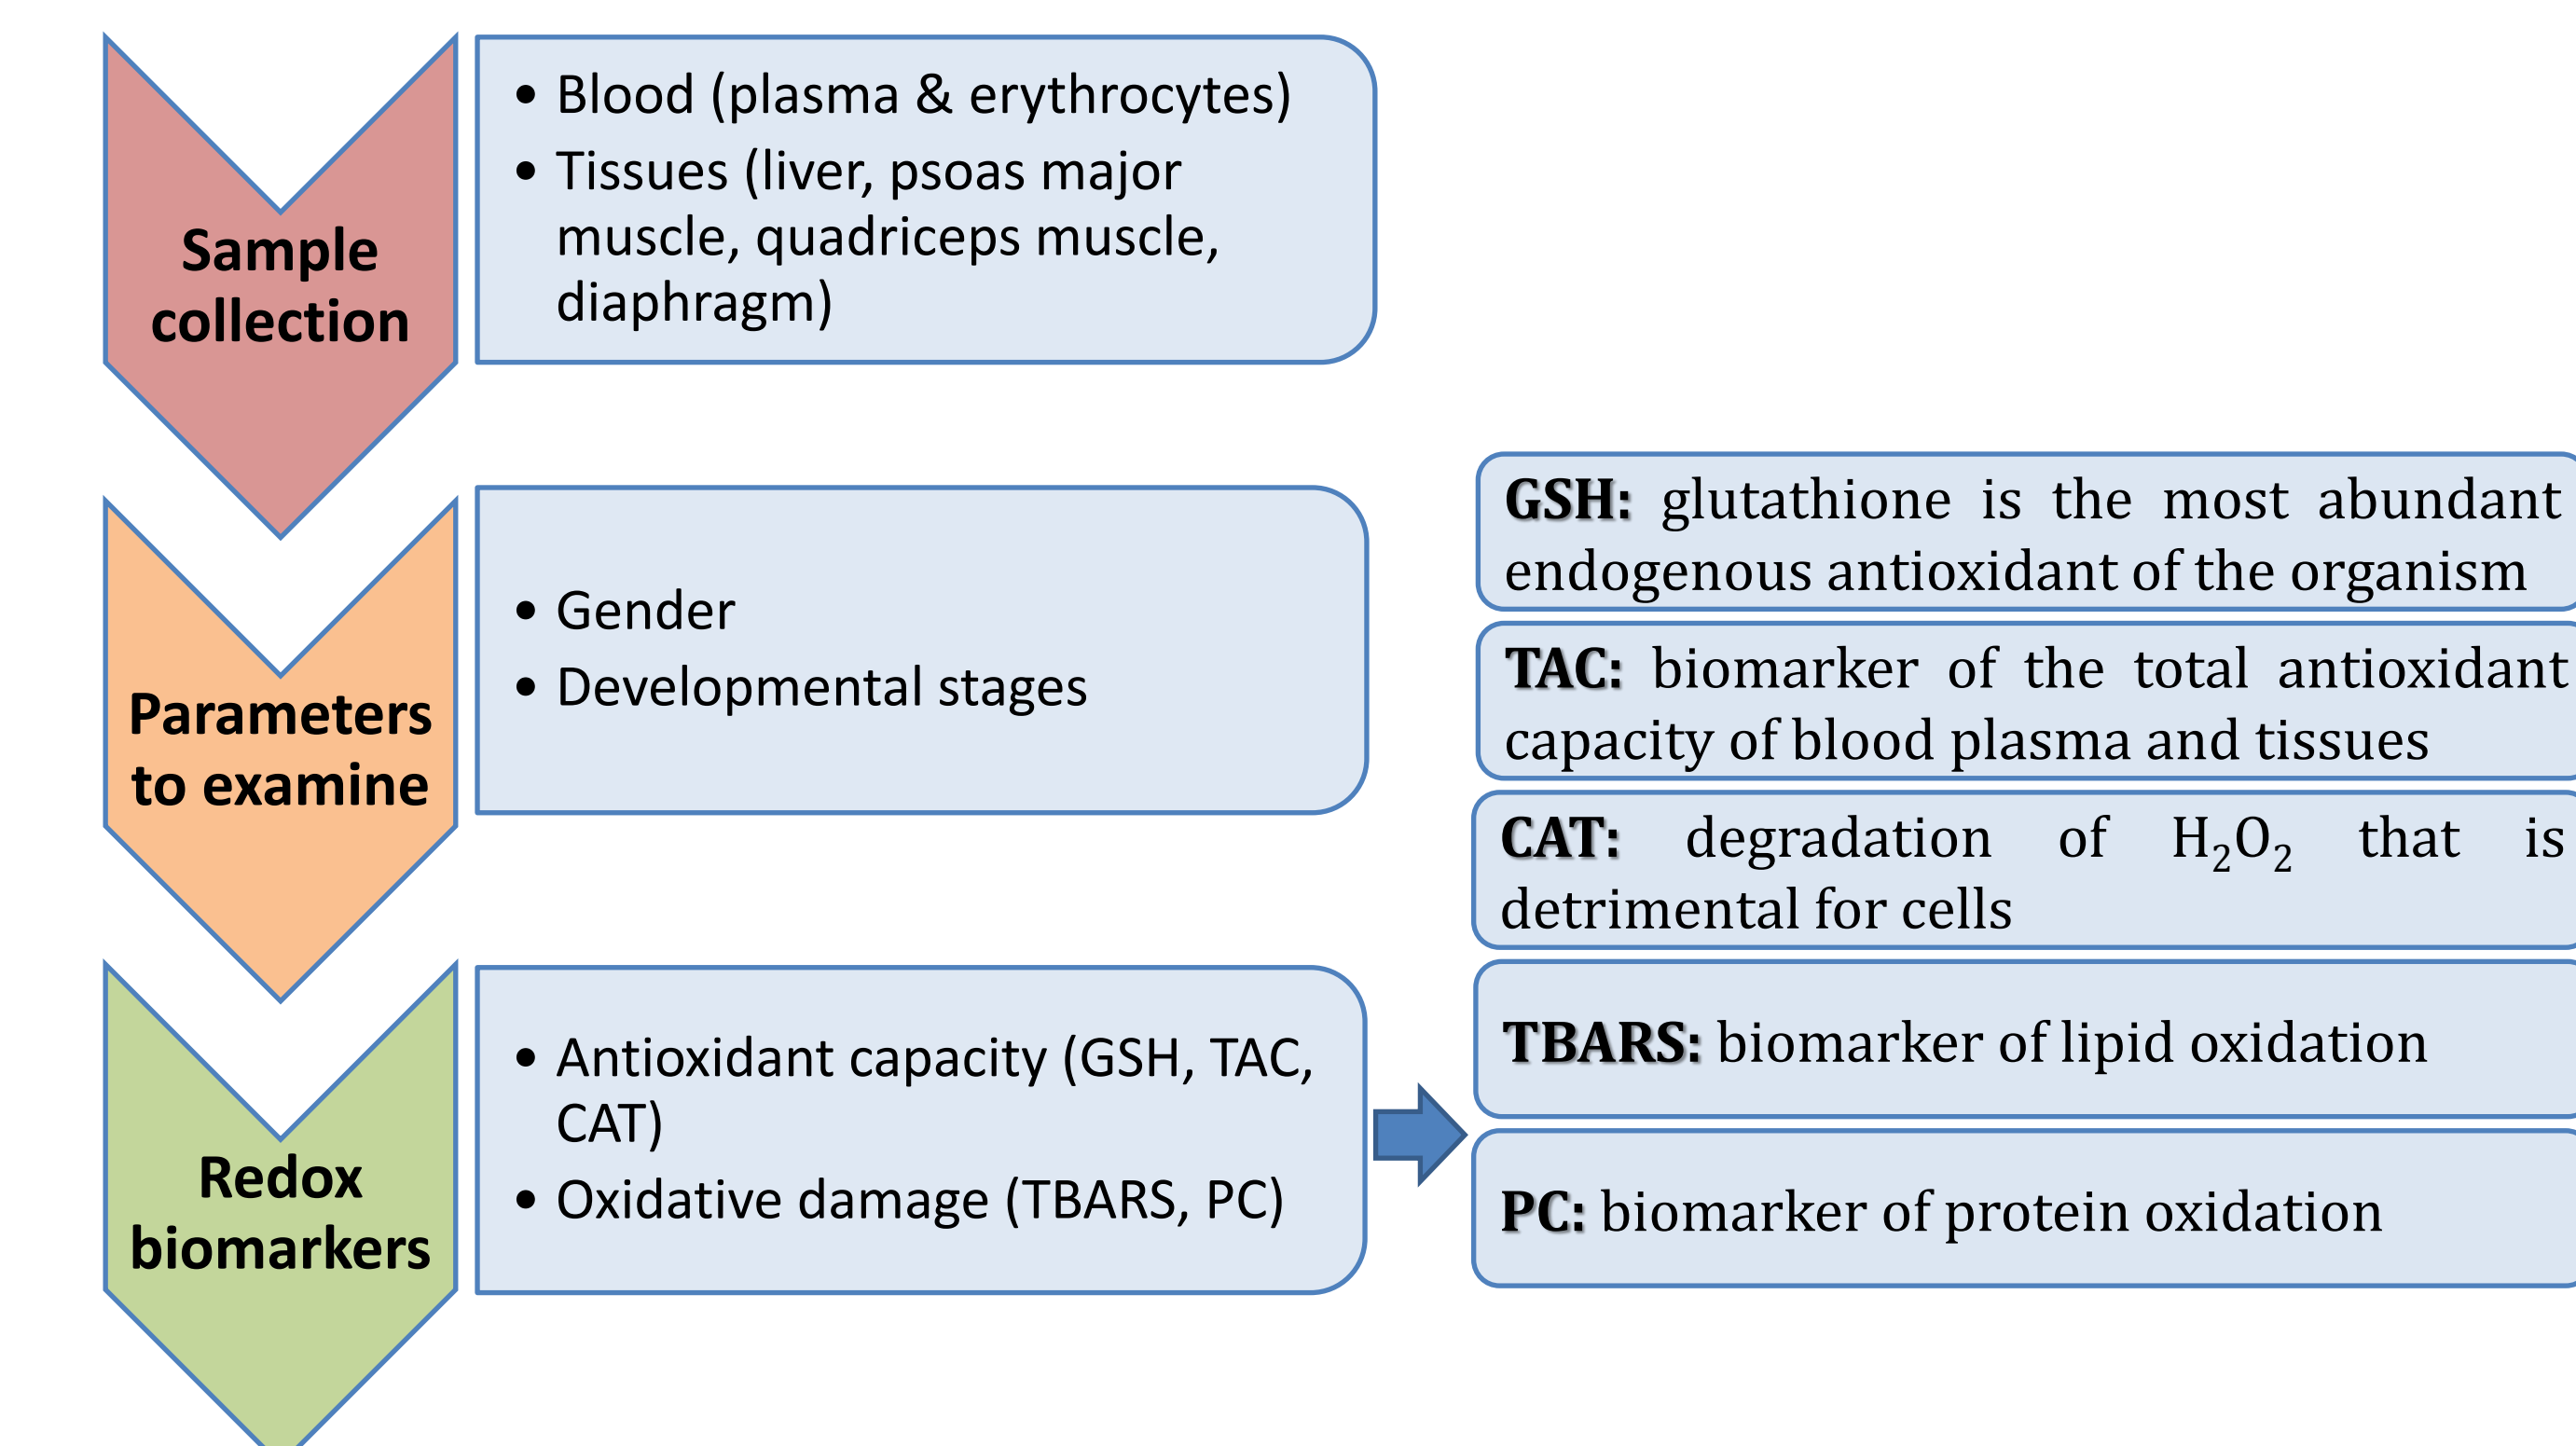 Sample
collection
• Blood (plasma & erythrocytes)
• Tissues (liver, psoas major
muscle, quadriceps muscle,
diaphragm)
Parameters
to examine
• Gender
• Developmental stages
Redox
biomarkers
• Antioxidant capacity (GSH, TAC,
CAT)
• Oxidative damage (TBARS, PC)
GSH: glutathione is the most abundant
endogenous antioxidant of the organism
TAC: biomarker of the total antioxidant
capacity of blood plasma and tissues
CAT: degradation of H₂O₂ that is
detrimental for cells
TBARS: biomarker of lipid oxidation
PC: biomarker of protein oxidation